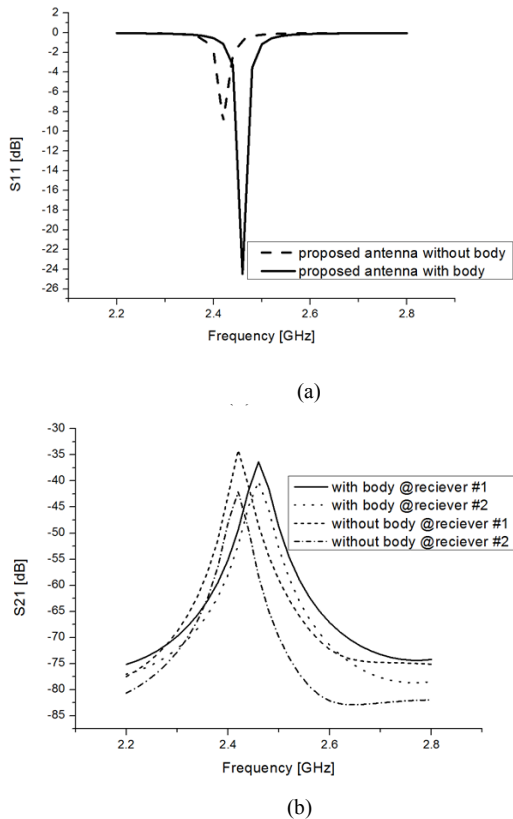 2
0
-2
-4
-6
-8
-10
-12
-14
-16
-18
-20
-22
-24
-26
S11 [dB]
proposed antenna without body
proposed antenna with body
2.2 2.4 2.6 2.8
Frequency [GHz]
(a)
-30
-35
-40
-45
-50
-55
-60
-65
-70
-75
-80
-85
S21 [dB]
with body @reciever #1
with body @reciever #2
without body @reciever #1
without body @reciever #2
2.2 2.4 2.6 2.8
Frequency [GHz]
(b)